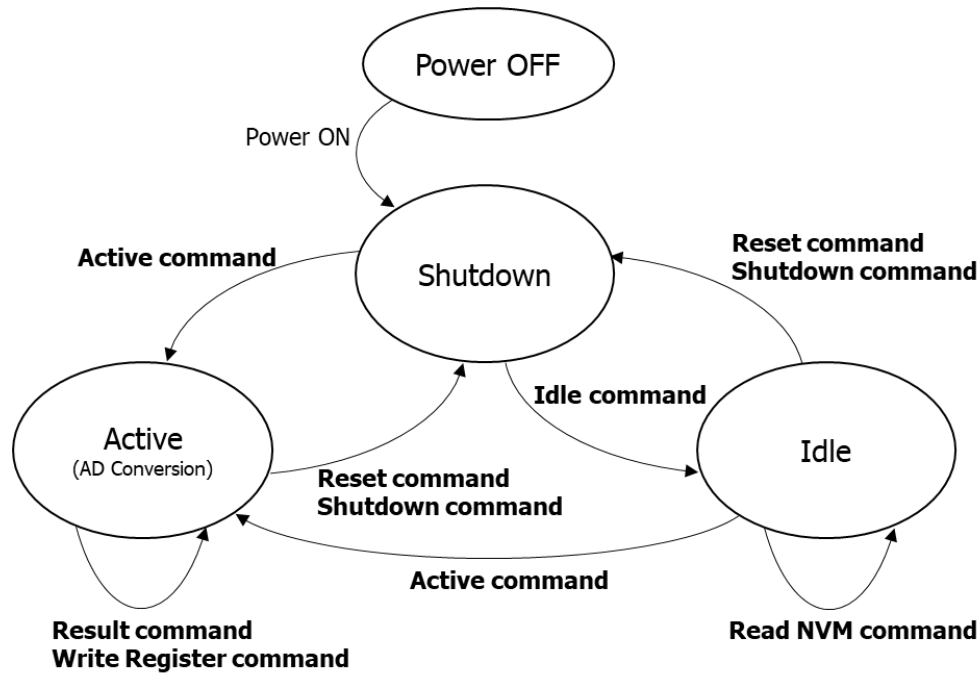 Power OFF
Power ON
Shutdown
Active command
Reset command
Shutdown command
Idle command
Active
(AD Conversion)
Idle
Reset command
Shutdown command
Active command
Result command
Write Register command
Read NVM command